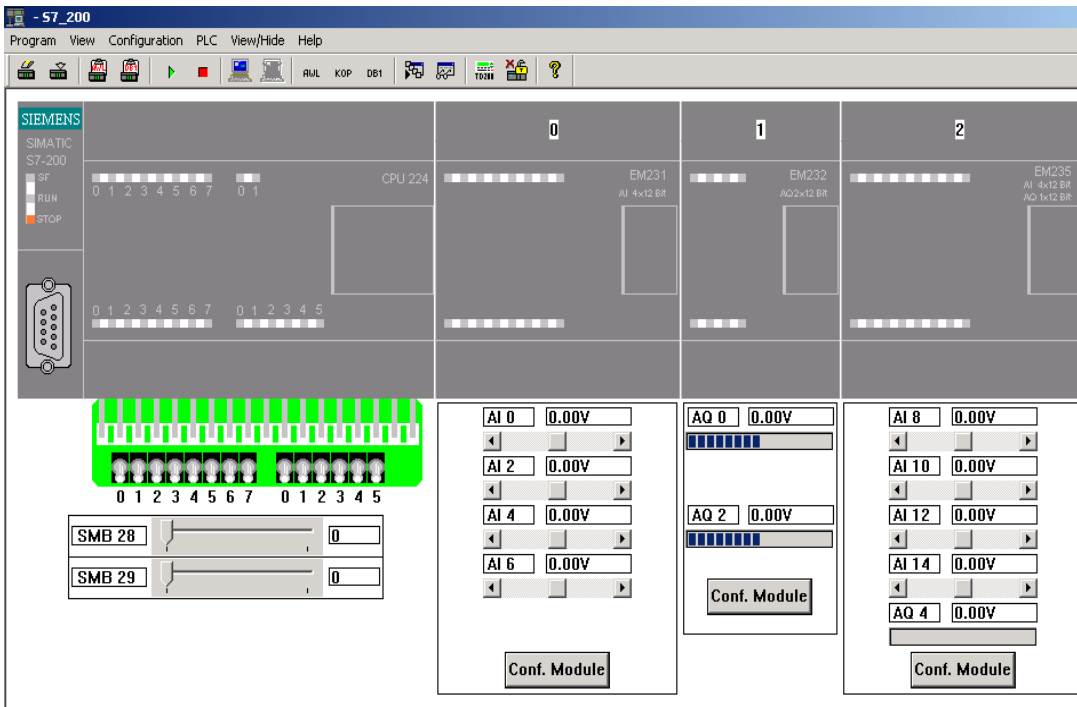 - S7_200
Program View Configuration PLC View/Hide Help
AWL KOP DB1 TD200
SIEMENS
SIMATIC
S7-200
SF
RUN
STOP
0 1 2 3 4 5 6 7 0 1
CPU 224
0 1 2 3 4 5 6 7 0 1 2 3 4 5
0
EM231
AI 4x12 Bit
1
EM232
AQ2x12 Bit
2
EM235
AI 4x12 Bit
AQ 1x12 Bit
0 1 2 3 4 5 6 7 0 1 2 3 4 5
SMB 28 0
SMB 29 0
AI 0 0.00V
AI 2 0.00V
AI 4 0.00V
AI 6 0.00V
Conf. Module
AQ 0 0.00V
AQ 2 0.00V
Conf. Module
AI 8 0.00V
AI 10 0.00V
AI 12 0.00V
AI 14 0.00V
AQ 4 0.00V
Conf. Module